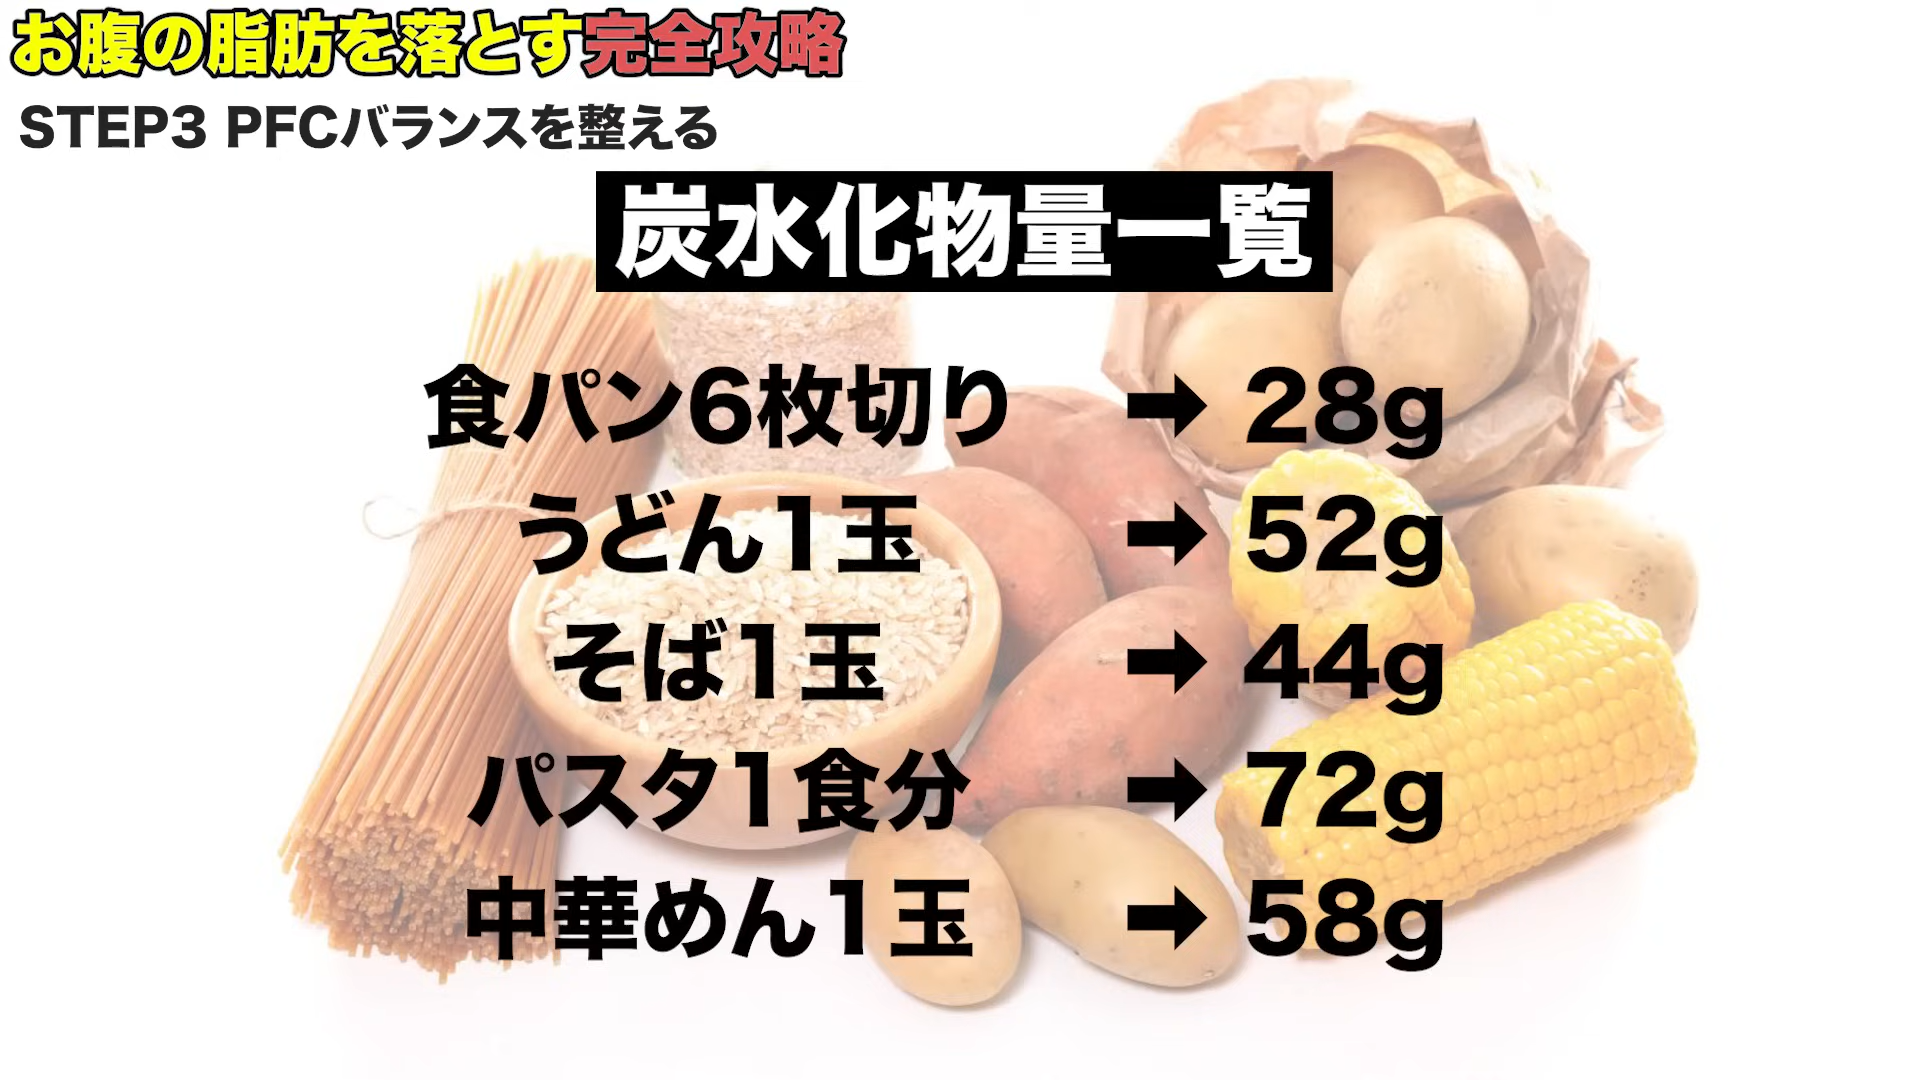 お腹の脂肪を落とす完全攻略
STEP3 PFCバランスを整える
炭水化物量一覧
食パン6枚切り ➡ 28g
うどん1玉 ➡ 52g
そば1玉 ➡ 44g
パスタ1食分 ➡ 72g
中華めん1玉 ➡ 58g